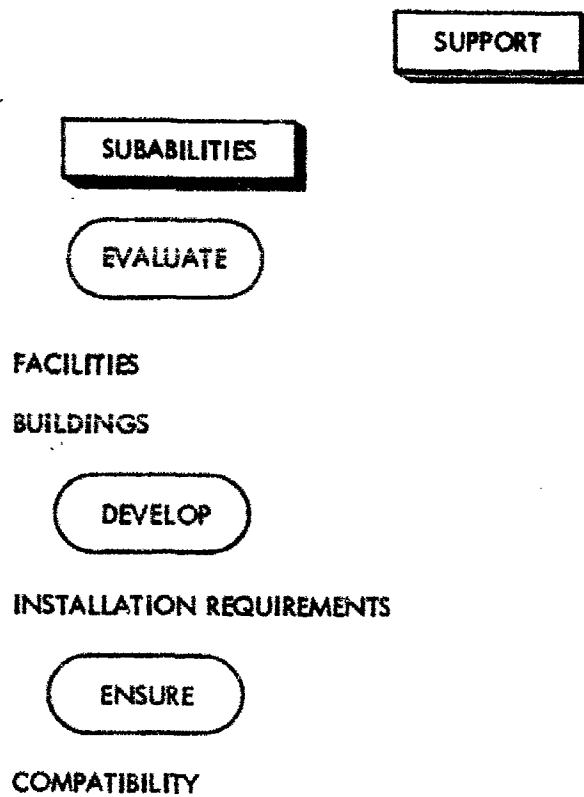 SUPPORT
SUBABILITIES
EVALUATE
FACILITIES
BUILDINGS
DEVELOP
INSTALLATION REQUIREMENTS
ENSURE
COMPATIBILITY